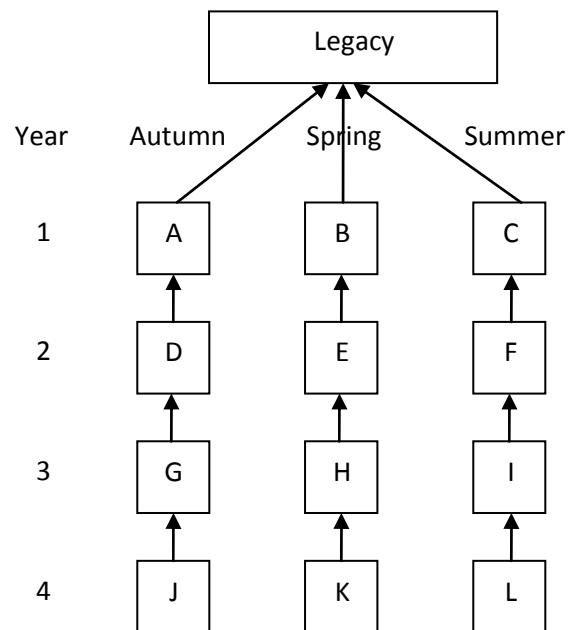 Legacy
Year Autumn Spring Summer
1 A B C
2 D E F
3 G H I
4 J K L